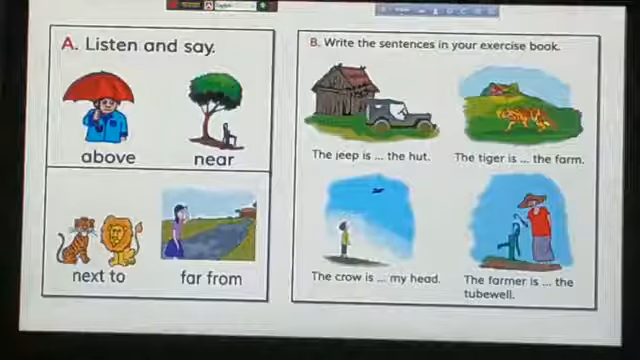 A. Listen and say.
above
near
next to
far from
B. Write the sentences in your exercise book.
The jeep is ... the hut.
The tiger is ... the farm.
The crow is ... my head.
The farmer is ... the
tubewell.